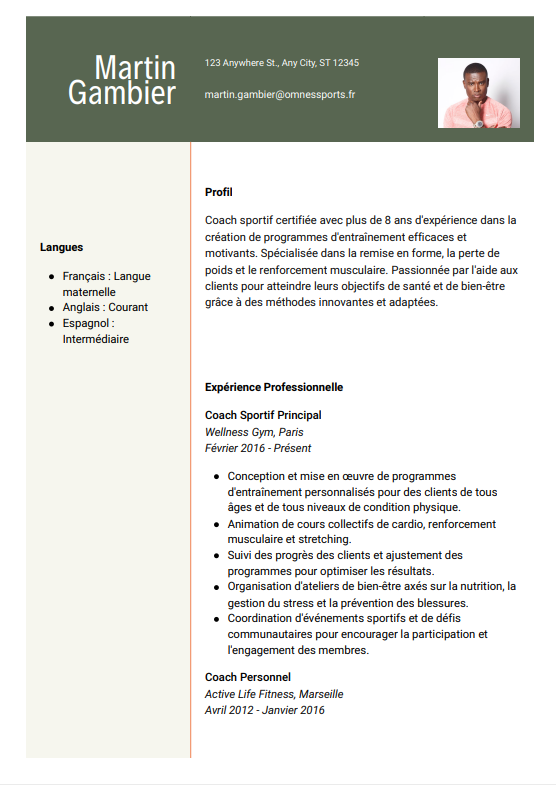 Martin
Gambier
123 Anywhere St., Any City, ST 12345
martin.gambier@omnessports.fr
Langues
● Français : Langue
maternelle
● Anglais : Courant
● Espagnol :
Intermédiaire
Profil
Coach sportif certifiée avec plus de 8 ans d'expérience dans la
création de programmes d'entraînement efficaces et
motivants. Spécialisée dans la remise en forme, la perte de
poids et le renforcement musculaire. Passionnée par l'aide aux
clients pour atteindre leurs objectifs de santé et de bien-être
grâce à des méthodes innovantes et adaptées.
Expérience Professionnelle
Coach Sportif Principal
Wellness Gym, Paris
Février 2016 - Présent
● Conception et mise en œuvre de programmes
d'entraînement personnalisés pour des clients de tous
âges et de tous niveaux de condition physique.
● Animation de cours collectifs de cardio, renforcement
musculaire et stretching.
● Suivi des progrès des clients et ajustement des
programmes pour optimiser les résultats.
● Organisation d'ateliers de bien-être axés sur la nutrition, la
gestion du stress et la prévention des blessures.
● Coordination d'événements sportifs et de défis
communautaires pour encourager la participation et
l'engagement des membres.
Coach Personnel
Active Life Fitness, Marseille
Avril 2012 - Janvier 2016